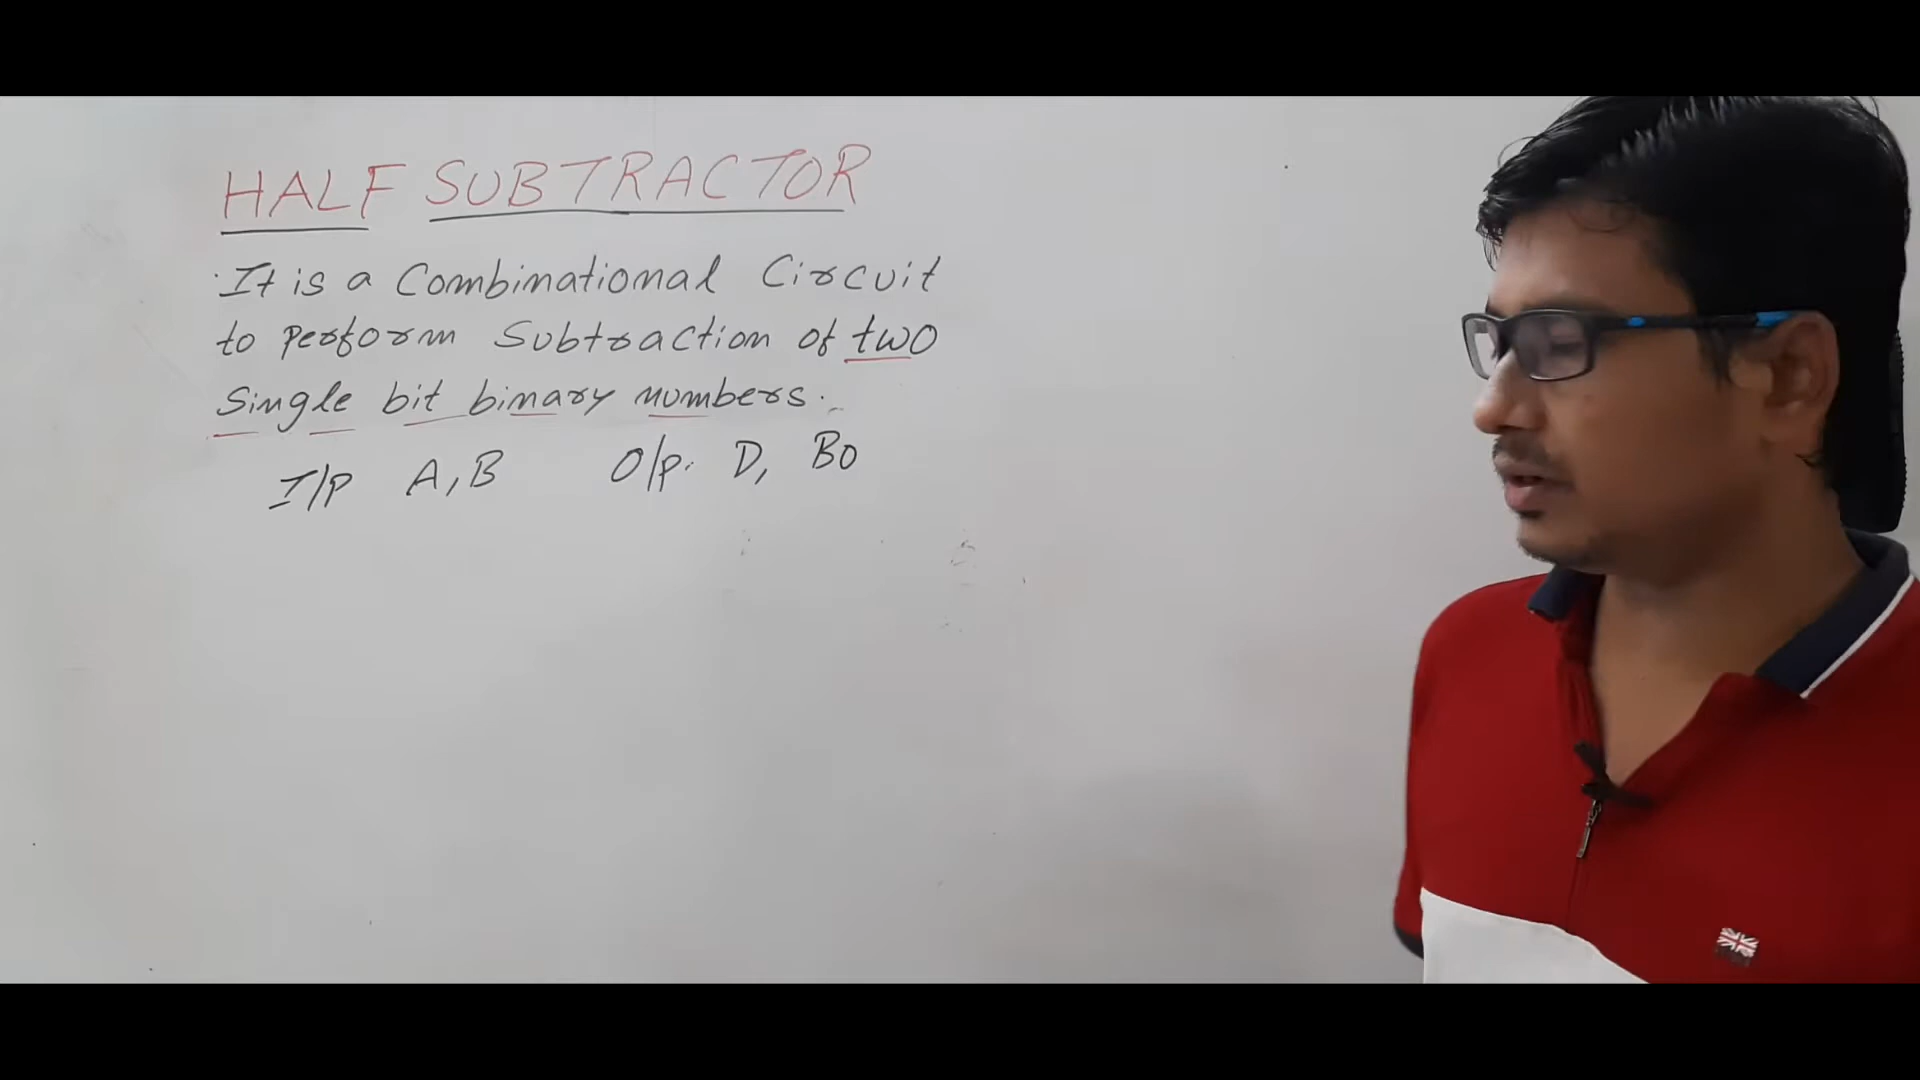 HALF SUBTRACTOR
It is a Combinational Circuit
to perform Subtraction of two
Single bit binary numbers.
I/p A, B O/p. D, Bo